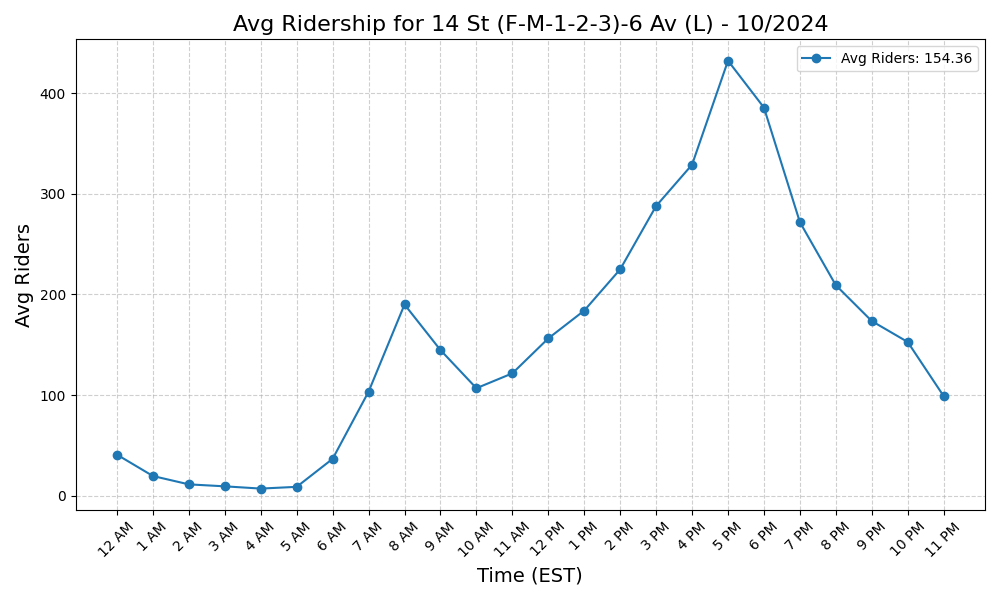 Avg Ridership for 14 St (F-M-1-2-3)-6 Av (L) - 10/2024
Avg Riders: 154.36
Avg Riders
400
300
200
100
0
12 AM
1 AM
2 AM
3 AM
4 AM
5 AM
6 AM
7 AM
8 AM
9 AM
10 AM
11 AM
12 PM
1 PM
2 PM
3 PM
4 PM
5 PM
6 PM
7 PM
8 PM
9 PM
10 PM
11 PM
Time (EST)